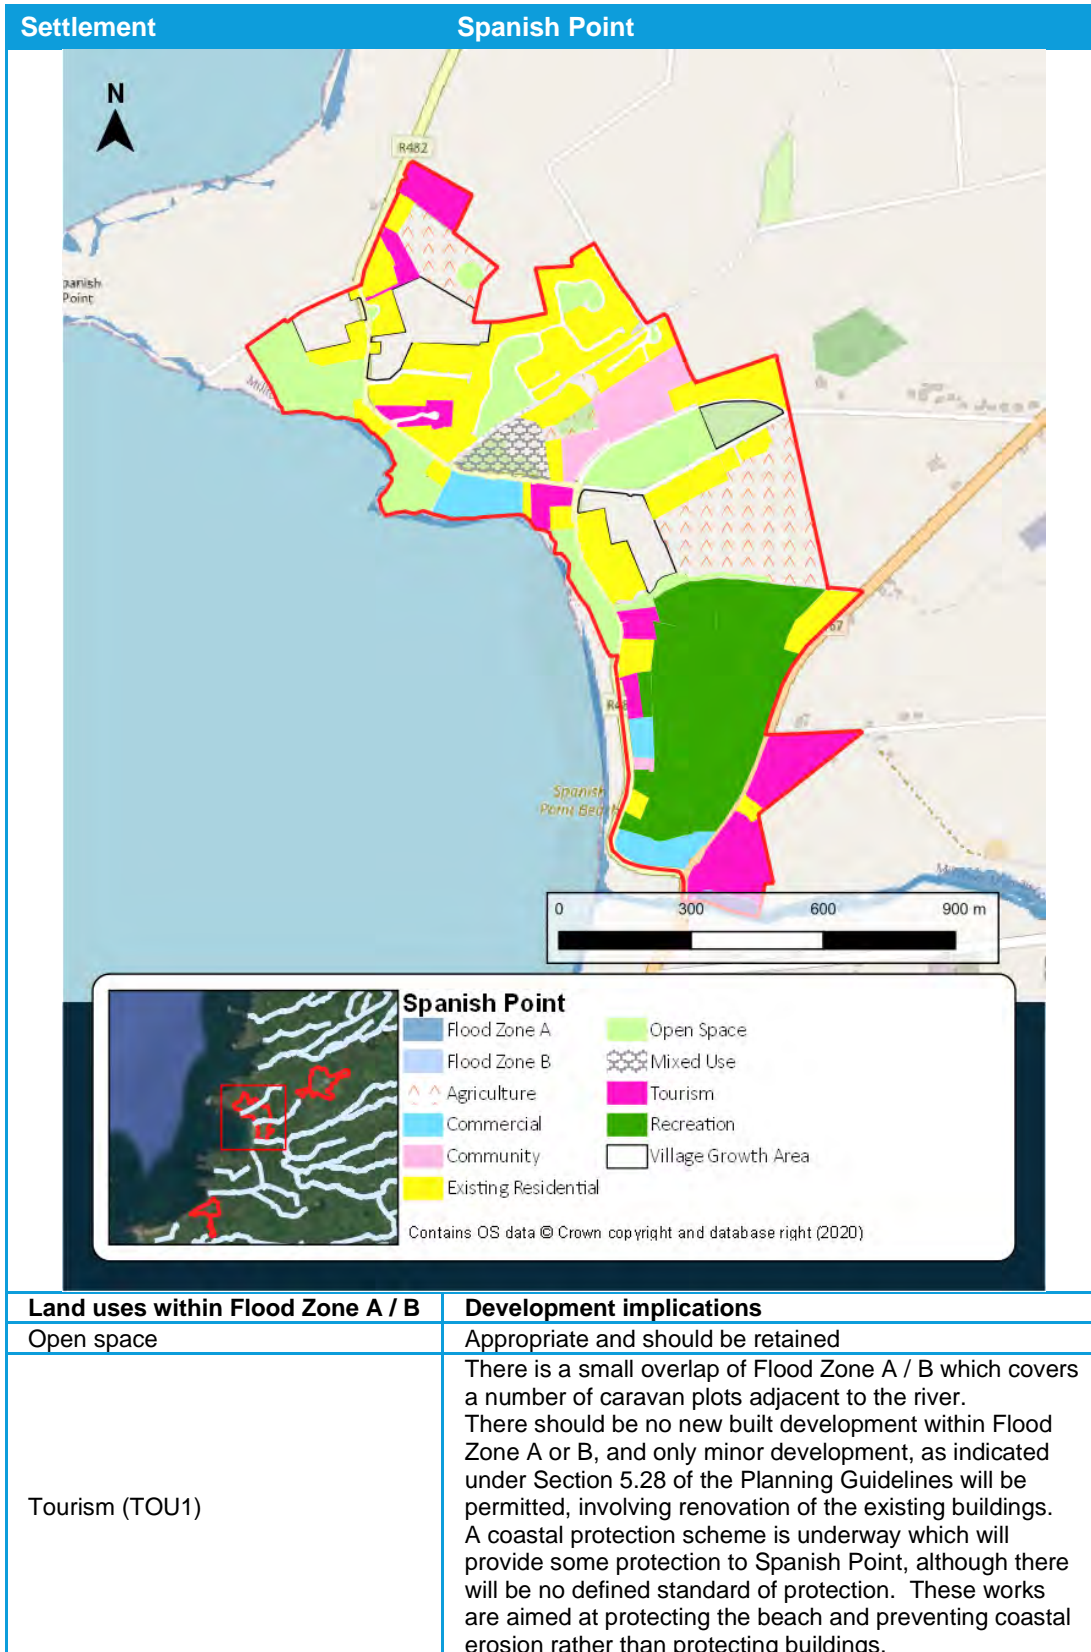 Settlement Spanish Point
N
R482
panish
Point
Spanish
Point Beach
0 300 600 900 m
Spanish Point
Flood Zone A
Flood Zone B
Agriculture
Commercial
Community
Existing Residential
Open Space
Mixed Use
Tourism
Recreation
Village Growth Area
Contains OS data © Crown copyright and database right (2020)
Land uses within Flood Zone A / B Development implications
Open space Appropriate and should be retained
Tourism (TOU1)
There is a small overlap of Flood Zone A / B which covers
a number of caravan plots adjacent to the river.
There should be no new built development within Flood
Zone A or B, and only minor development, as indicated
under Section 5.28 of the Planning Guidelines will be
permitted, involving renovation of the existing buildings.
A coastal protection scheme is underway which will
provide some protection to Spanish Point, although there
will be no defined standard of protection. These works
are aimed at protecting the beach and preventing coastal
erosion rather than protecting buildings.